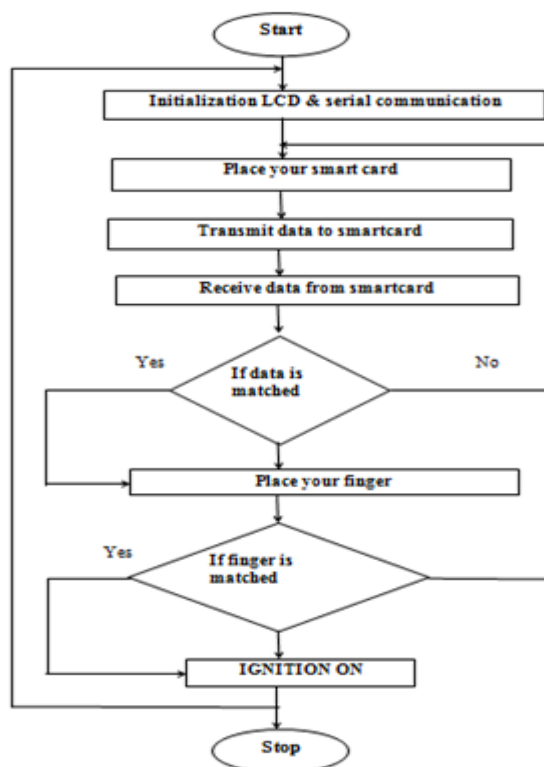 Start
Initialization LCD & serial communication
Place your smart card
Transmit data to smartcard
Receive data from smartcard
Yes
No
If data is
matched
Place your finger
Yes
If finger is
matched
IGNITION ON
Stop